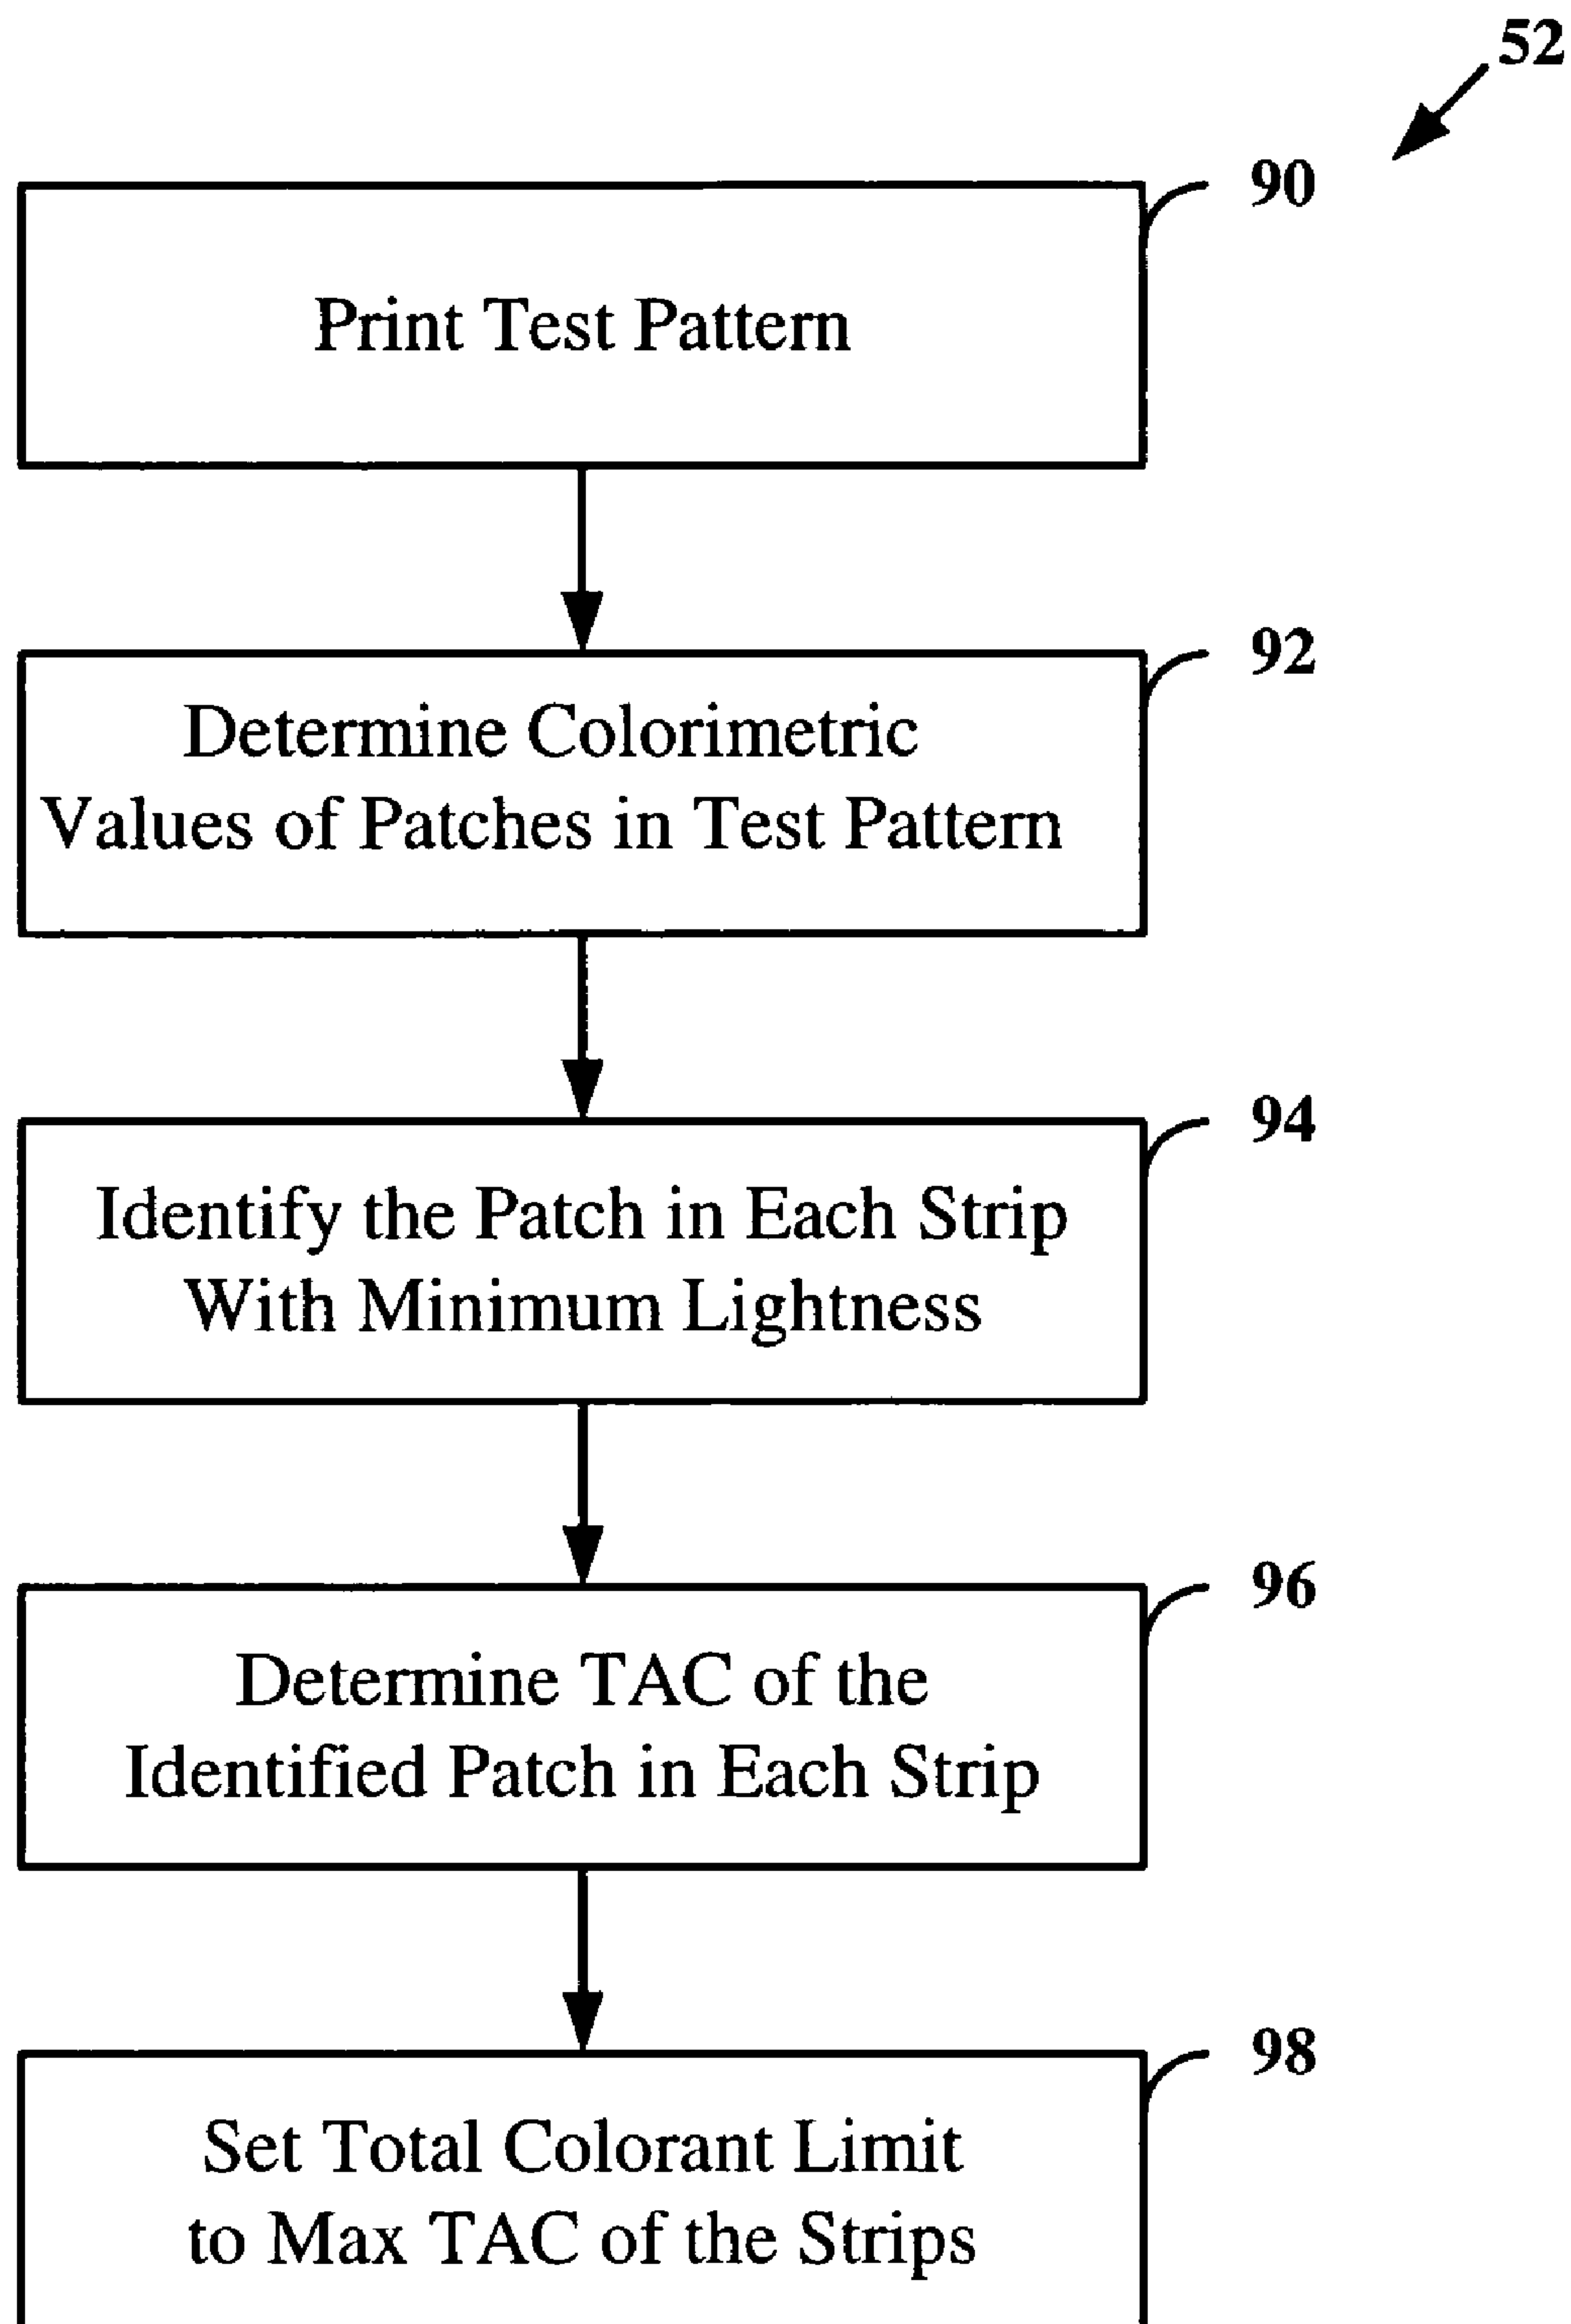 52
90
Print Test Pattern
92
Determine Colorimetric
Values of Patches in Test Pattern
94
Identify the Patch in Each Strip
With Minimum Lightness
96
Determine TAC of the
Identified Patch in Each Strip
98
Set Total Colorant Limit
to Max TAC of the Strips